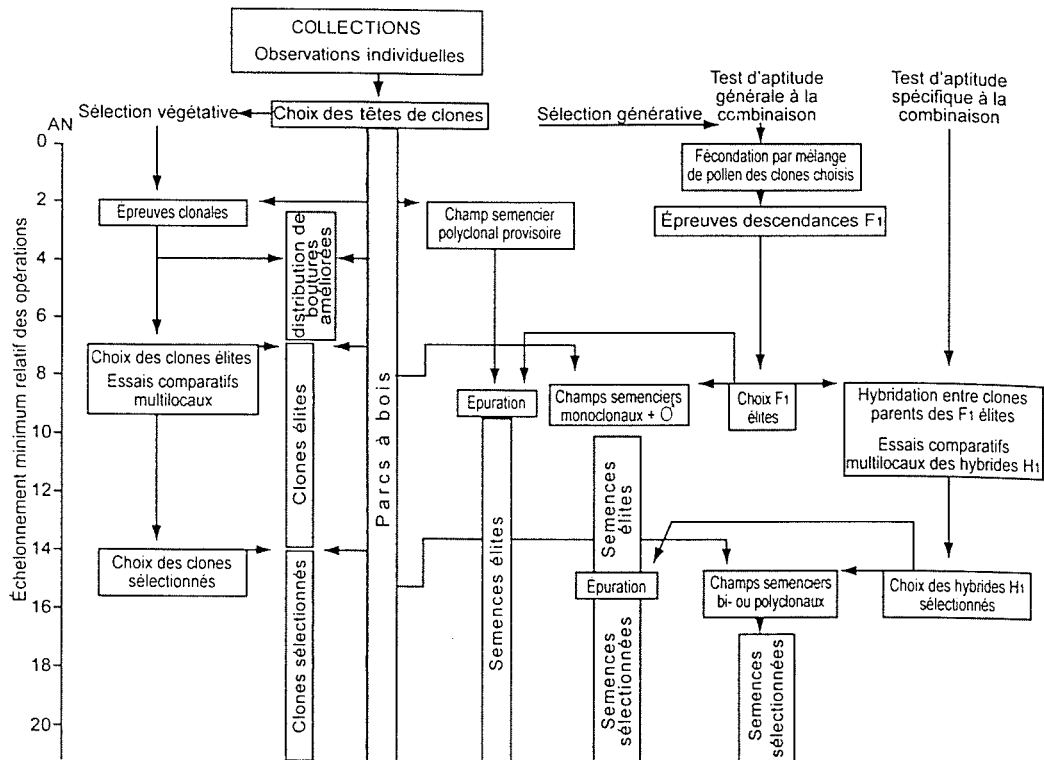 COLLECTIONS
Observations individuelles
AN
Sélection végétative
Choix des têtes de clones
Sélection générative
Test d'aptitude
générale à la
combinaison
Test d'aptitude
spécifique à la
combinaison
Échelonnement minimum relatif des opérations
0
2
4
6
8
10
12
14
16
18
20
Fécondation par mélange
de pollen des clones choisis
Epreuves clonales
Champ semencier
polyclonal provisoire
Épreuves descendances F1
distribution de
boutures
améliorées
Choix des clones élites
Essais comparatifs
multilocaux
Clones élites
Parcs à bois
Epuration
Champs semenciers
monoclonaux + O
Choix F1
élites
Hybridation entre clones
parents des F1 élites
Essais comparatifs
multilocaux des hybrides H1
Semences élites
Semences
élites
Choix des clones
sélectionnés
Clones sélectionnés
Épuration
Champs semenciers
bi- ou polyclonaux
Choix des hybrides H1
sélectionnés
Semences
sélectionnées
Semences
sélectionnées